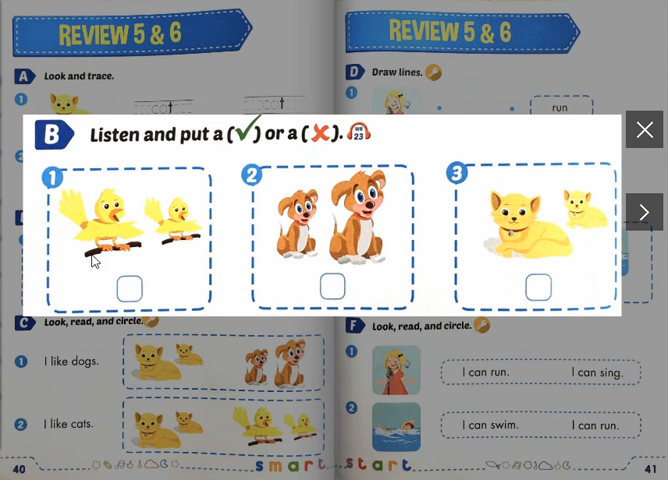 REVIEW 5 & 6
A Look and trace.
1
cat
cat
B Listen and put a (✓) or a (✗). WB 23
1
2
3
C Look, read, and circle.
1 I like dogs.
2 I like cats.
40
smart start
REVIEW 5 & 6
D Draw lines.
1
run
F Look, read, and circle.
1
I can run. I can sing.
2
I can swim. I can run.
41